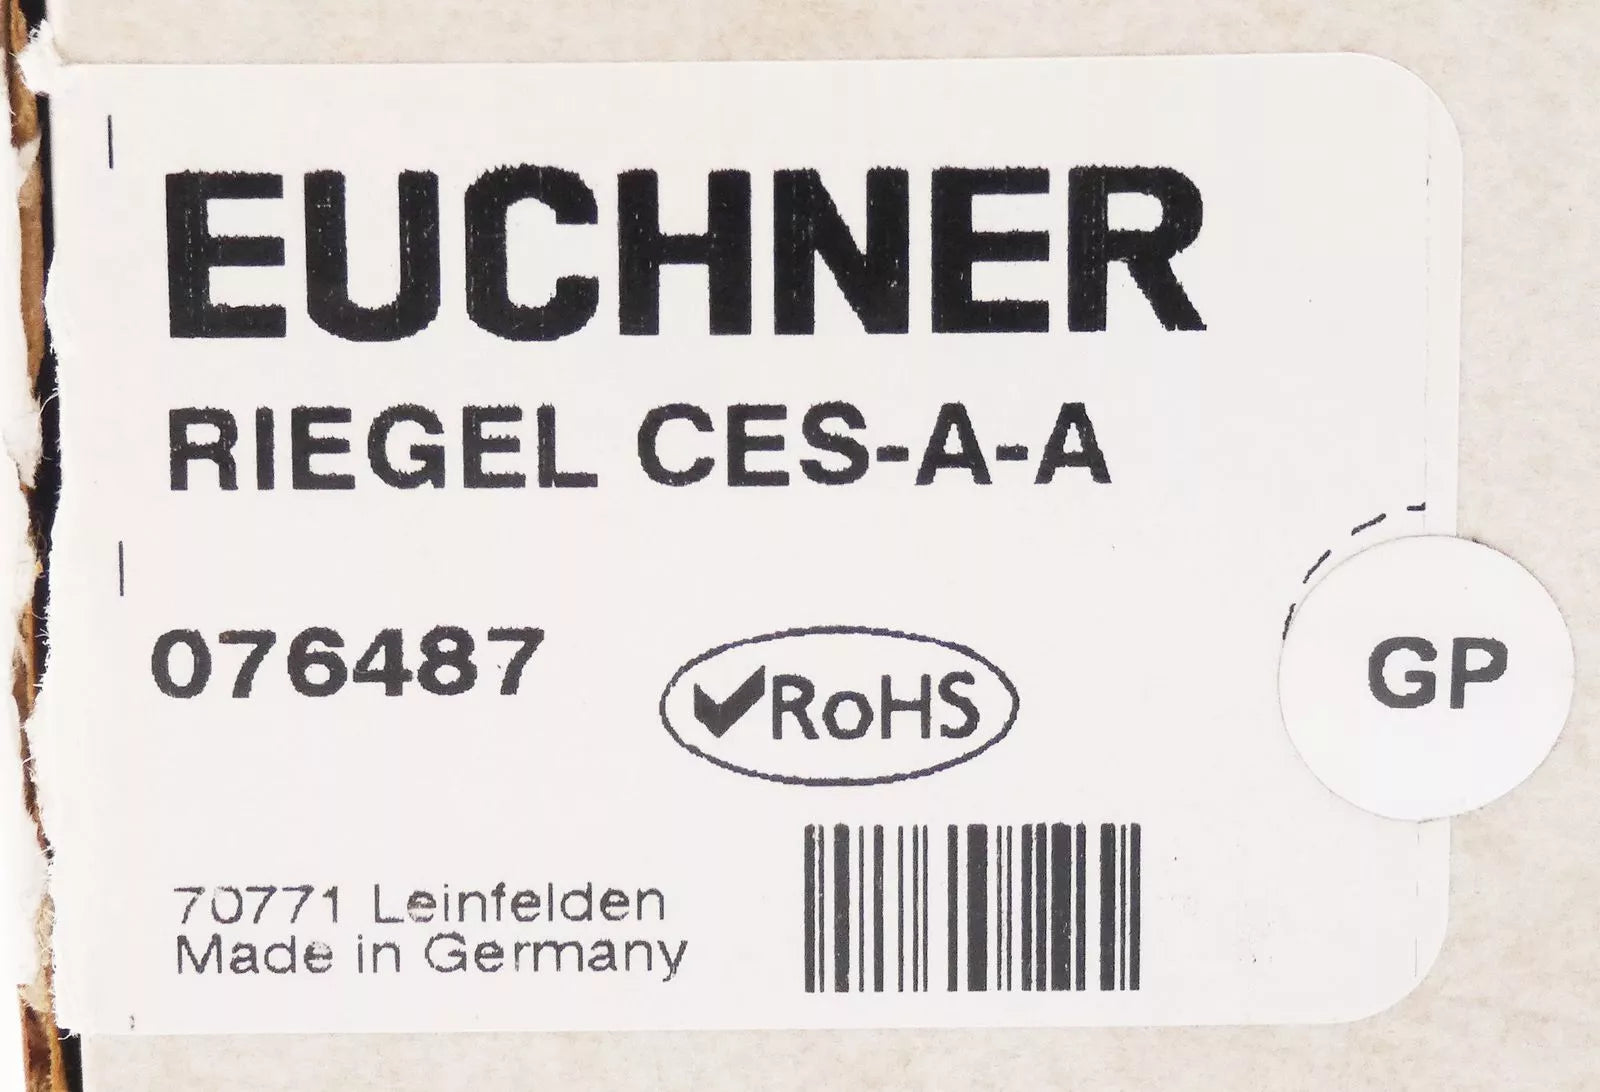 EUCHNER
RIEGEL CES-A-A
076487
RoHS
GP
70771 Leinfelden
Made in Germany